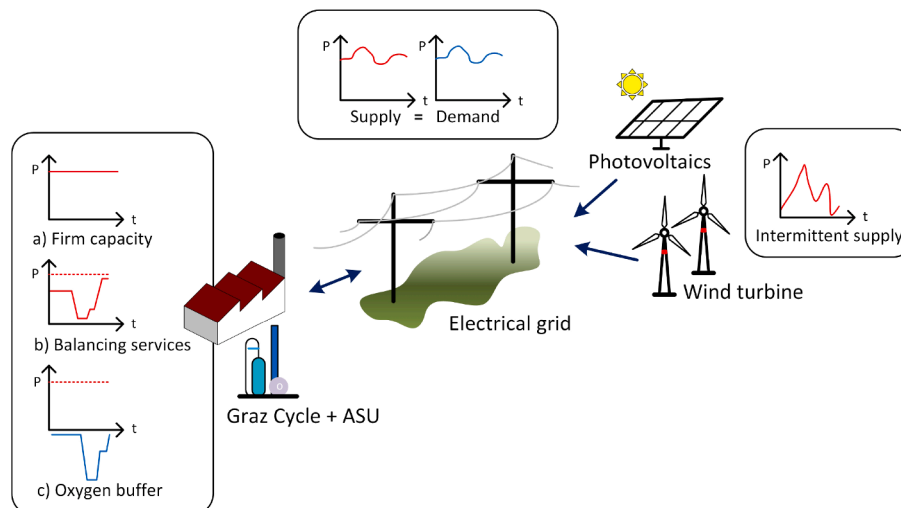 P
P
t
t
Supply = Demand
Photovoltaics
P
t
a) Firm capacity
P
t
Intermittent supply
P
t
b) Balancing services
Wind turbine
Electrical grid
P
t
O
Graz Cycle + ASU
c) Oxygen buffer